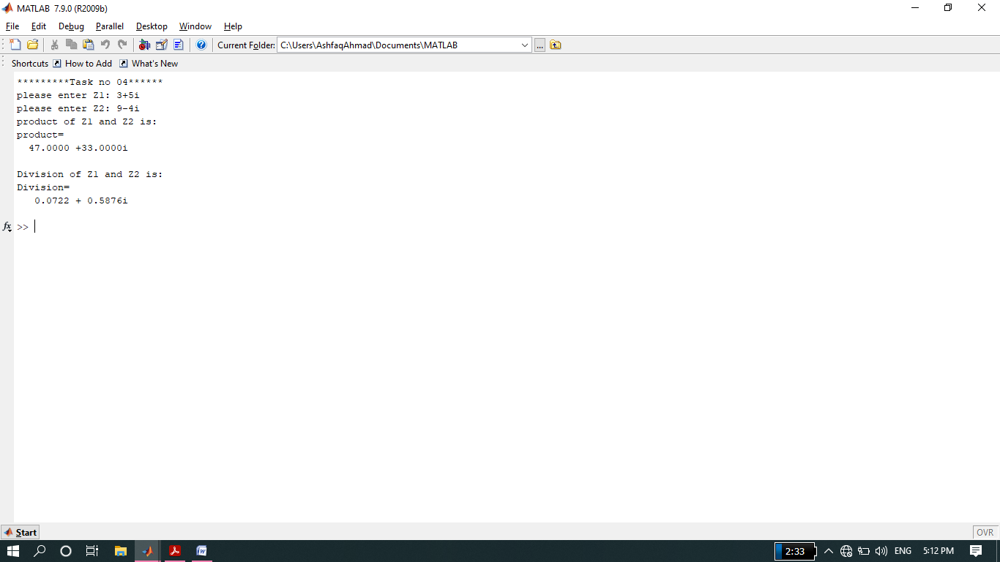 MATLAB 7.9.0 (R2009b)
File Edit Debug Parallel Desktop Window Help
Current Folder: C:\Users\AshfaqAhmad\Documents\MATLAB ...
Shortcuts How to Add What's New
*********Task no 04******
please enter Z1: 3+5i
please enter Z2: 9-4i
product of Z1 and Z2 is:
product=
47.0000 +33.0000i
Division of Z1 and Z2 is:
Division=
0.0722 + 0.5876i
fx >>
Start OVR
2:33 ENG 5:12 PM